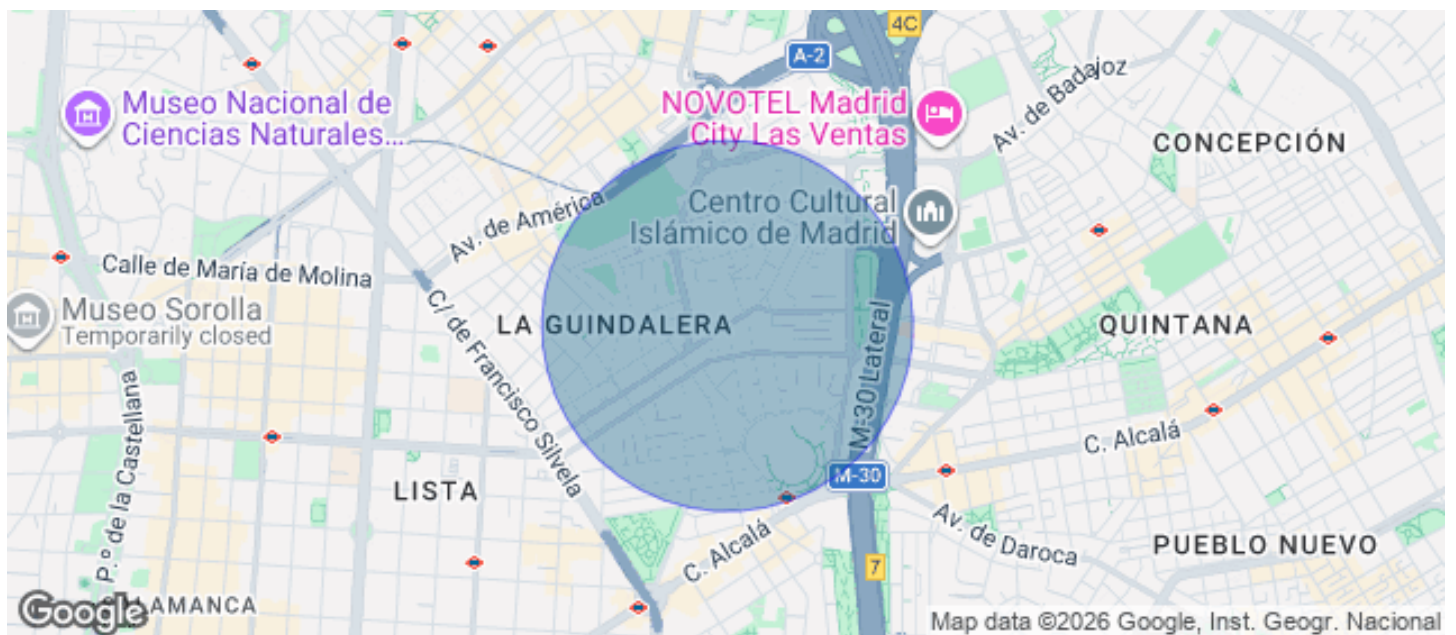 4C
A-2
Museo Nacional de
Ciencias Naturales...
NOVOTEL Madrid
City Las Ventas
Av. de Badajoz
CONCEPCIÓN
Av. de América
Centro Cultural
Islámico de Madrid
Calle de María de Molina
Museo Sorolla
Temporarily closed
C/ de Francisco Silvela
LA GUINDALERA
M-30 Lateral
QUINTANA
P.º de la Castellana
LISTA
C. Alcalá
M-30
C. Alcalá
Av. de Daroca
7
PUEBLO NUEVO
LAMANCA
Google
Map data ©2026 Google, Inst. Geogr. Nacional